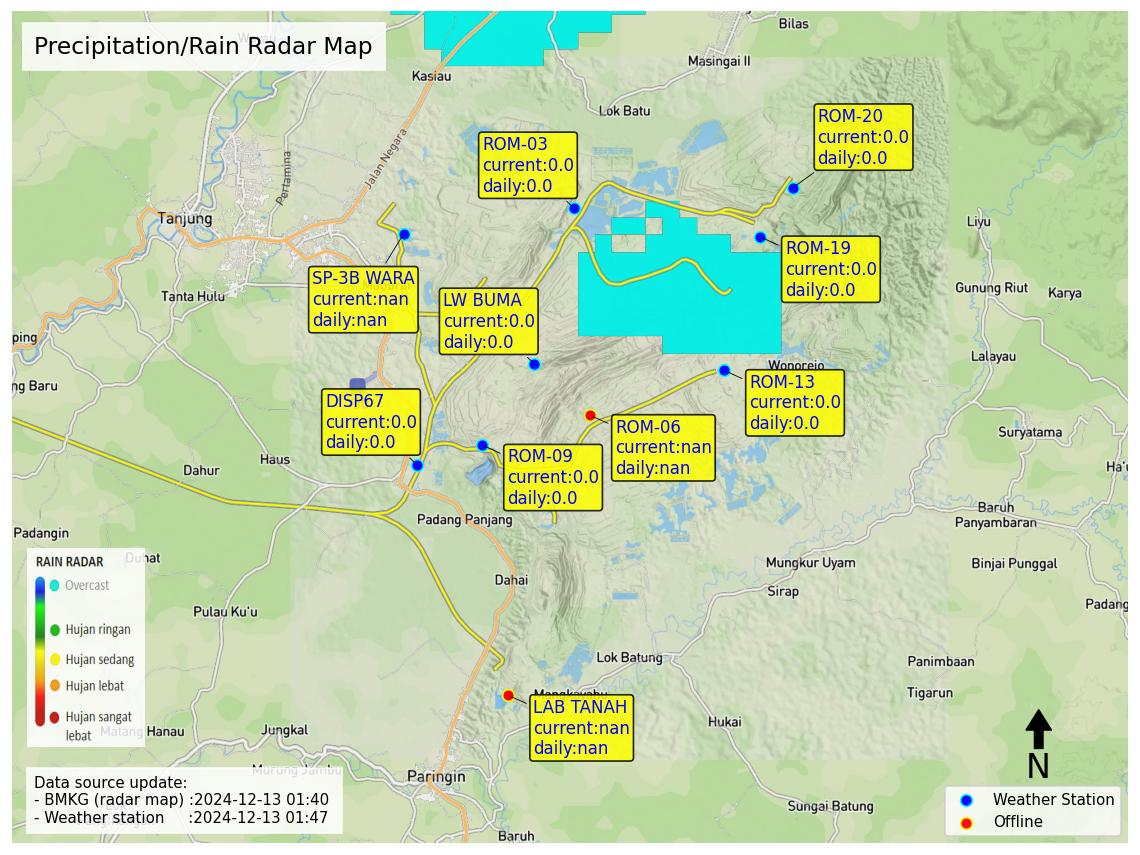 Precipitation/Rain Radar Map
Bilas
Masingai II
Kasiau
Lok Batu
Jalan Negara
Pertamina
Tanjung
Tanta Hulu
Liyu
Gunung Riut
Karya
Lalayau
Wonorejo
Suryatama
ping
ng Baru
ROM-20
current:0.0
daily:0.0
ROM-03
current:0.0
daily:0.0
ROM-19
current:0.0
daily:0.0
SP-3B WARA
current:nan
daily:nan
LW BUMA
current:0.0
daily:0.0
ROM-13
current:0.0
daily:0.0
DISP67
current:0.0
daily:0.0
ROM-06
current:nan
daily:nan
ROM-09
current:0.0
daily:0.0
Haus
Dahur
Padang Panjang
Padangin
Baruh
Panyambaran
Binjai Punggal
Mungkur Uyam
Sirap
Dahai
Duhat
Pulau Ku'u
Ha'u
Padang
Lok Batung
Panimbaan
Tigarun
Mangkayahu
LAB TANAH
current:nan
daily:nan
Hukai
Jungkal
Matang Hanau
Murung Jambu
Paringin
Sungai Batung
Baruh
RAIN RADAR
Overcast
Hujan ringan
Hujan sedang
Hujan lebat
Hujan sangat
lebat
Data source update:
- BMKG (radar map) :2024-12-13 01:40
- Weather station :2024-12-13 01:47
N
Weather Station
Offline